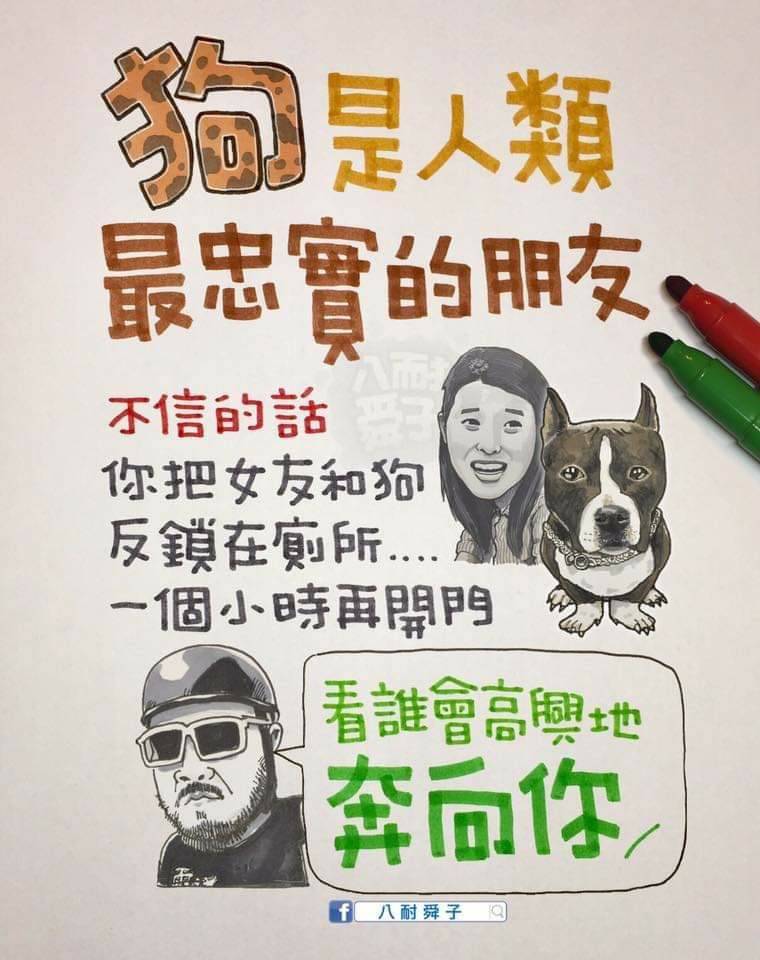 狗是人類
最忠實的朋友
八耐
舜子
不信的話
你把女友和狗
反鎖在廁所....
一個小時再開門
看誰會高興地
奔向你
f 八耐舜子